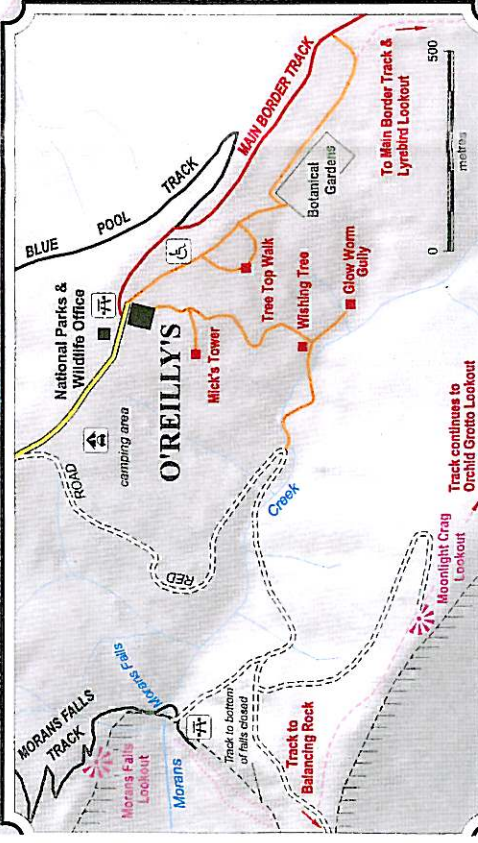 BLUE POOL TRACK
MAIN BORDER TRACK
National Parks &
Wildlife Office
O'REILLY'S
camping area
ROAD
RED
Mick's Tower
Tree Top Walk
Wishing Tree
Glow Worm
Gully
Botanical
Gardens
To Main Border Track &
Lyrebird Lookout
0
500
metres
Creek
MORANS FALLS
TRACK
Morans Falls
Morans Falls
Lookout
Morans
Track to bottom
of falls closed
Track to
Balancing Rock
Moonlight Crag
Lookout
Track continues to
Orchid Grotto Lookout